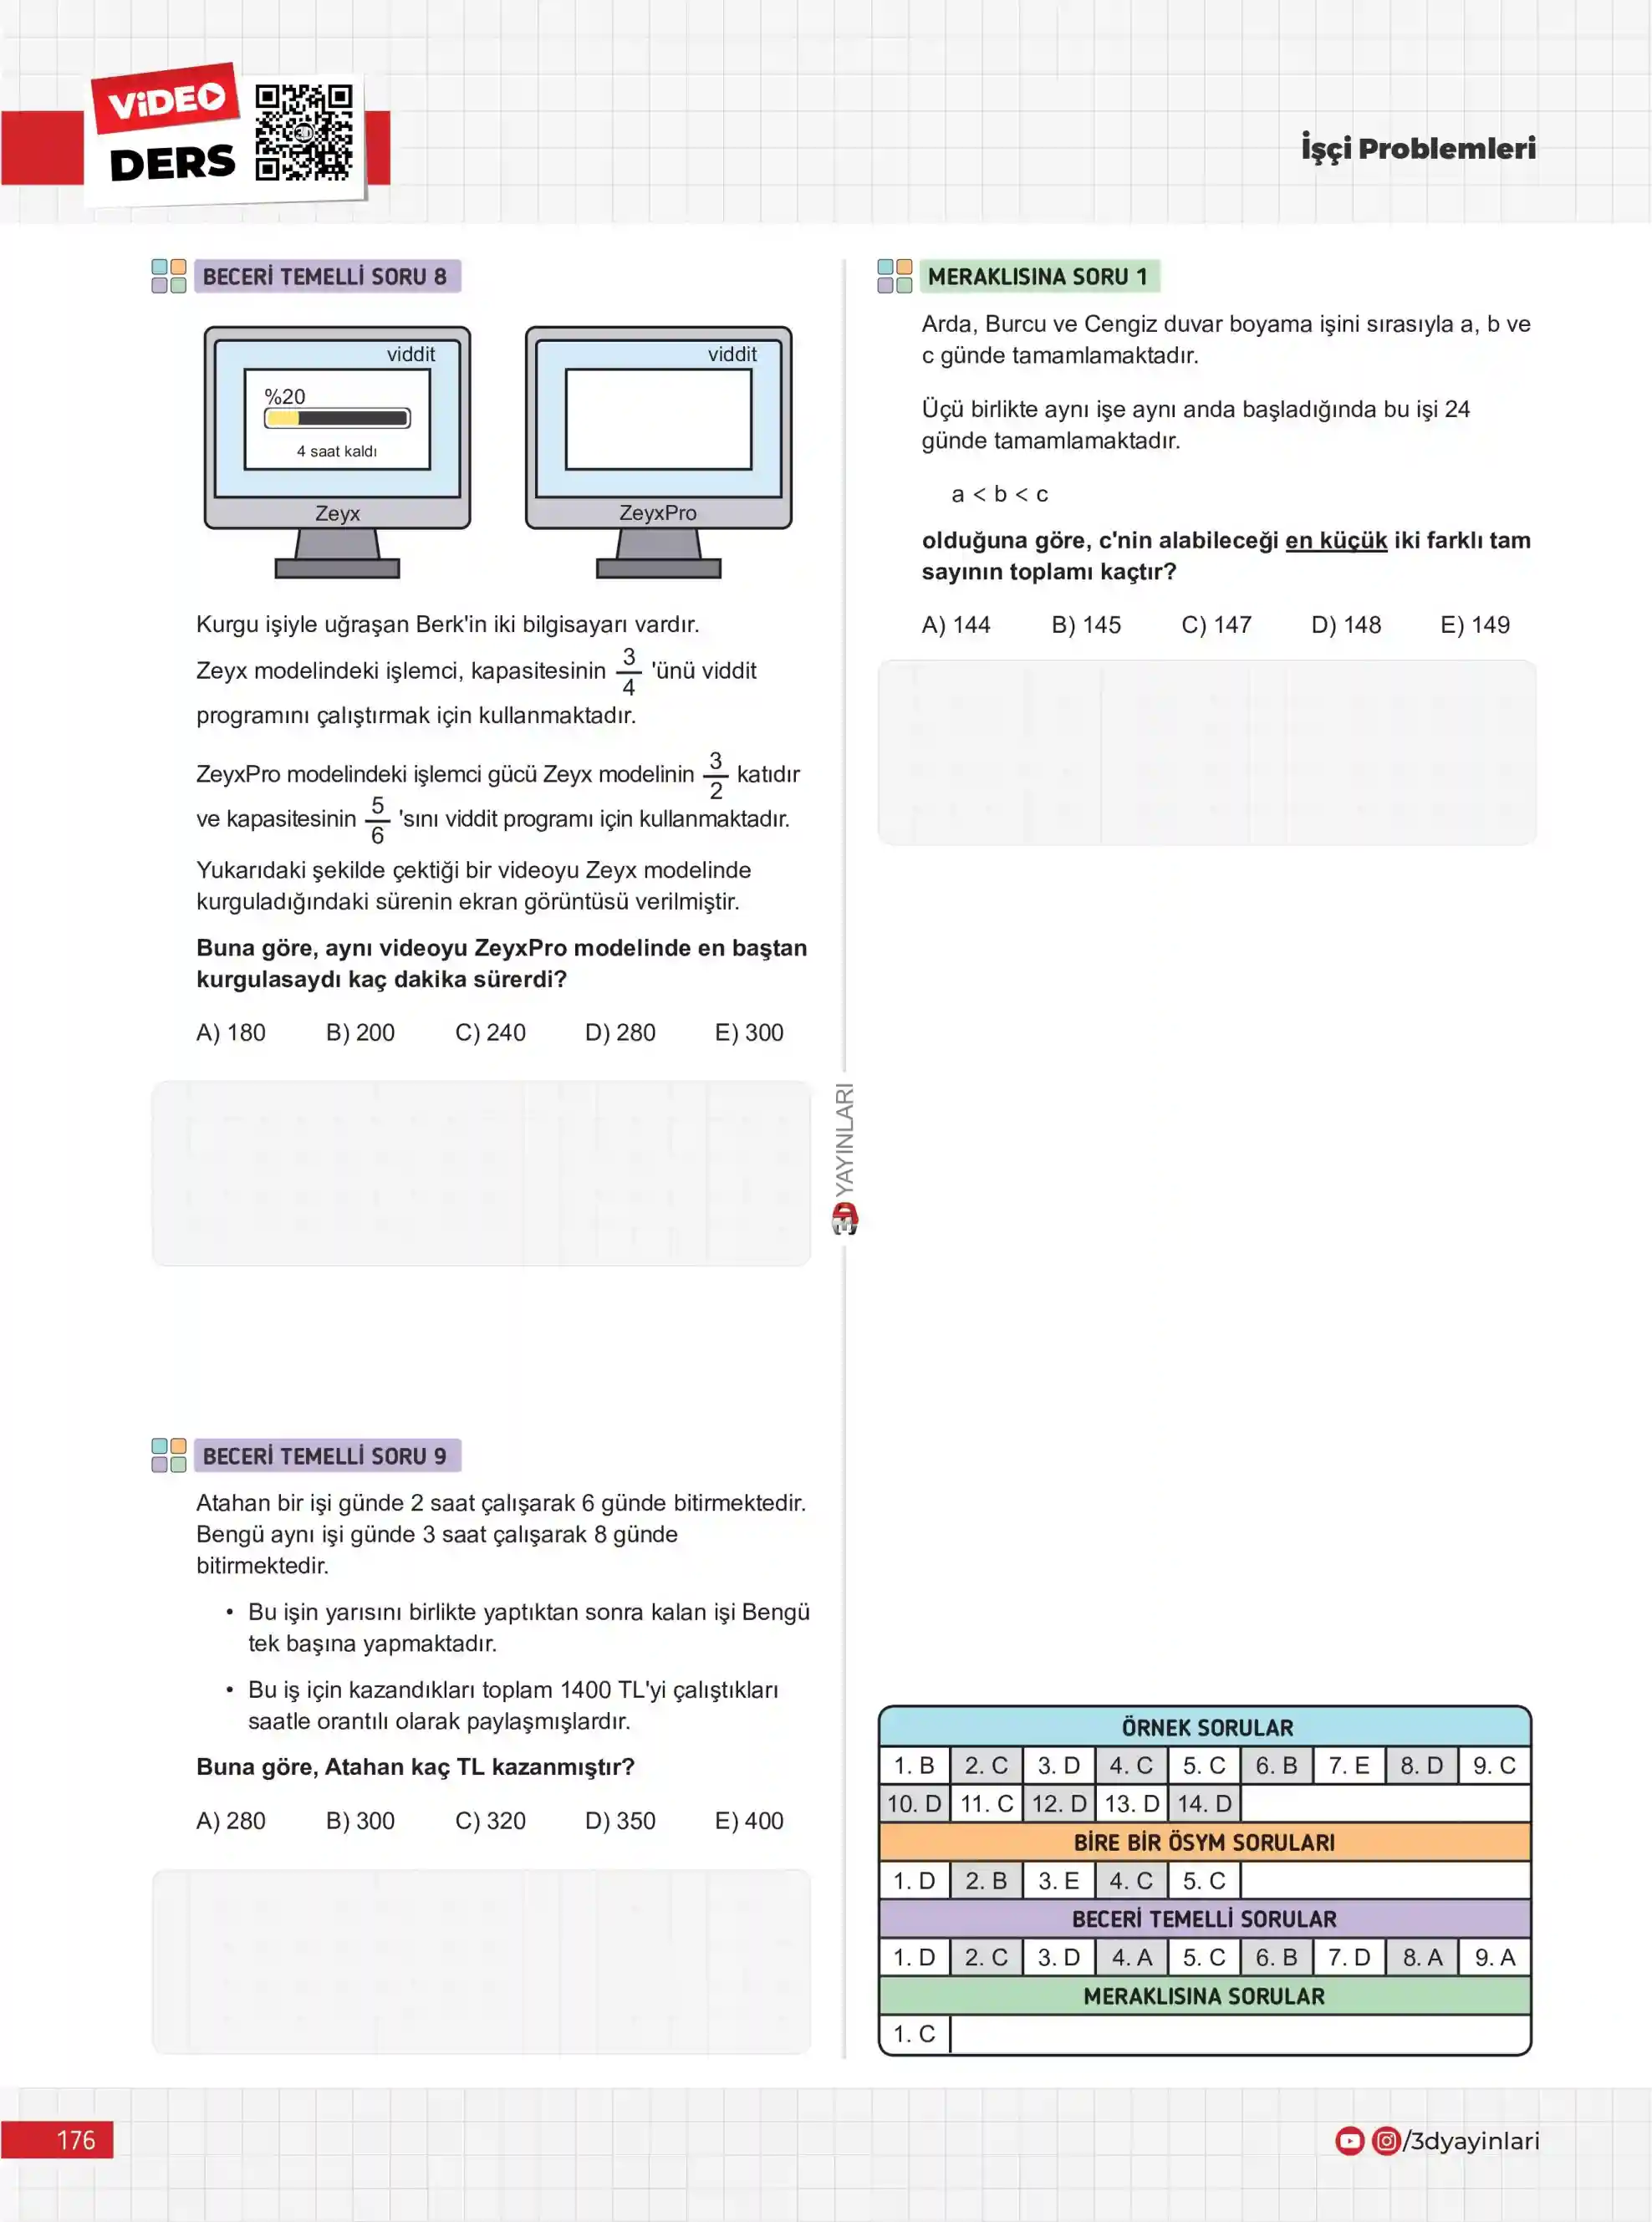 VİDEO
DERS
İşçi Problemleri
BECERİ TEMELLİ SORU 8
viddit
%20
4 saat kaldı
Zeyx
viddit
ZeyxPro
Kurgu işiyle uğraşan Berk'in iki bilgisayarı vardır.
Zeyx modelindeki işlemci, kapasitesinin 3/4 'ünü viddit
programını çalıştırmak için kullanmaktadır.
ZeyxPro modelindeki işlemci gücü Zeyx modelinin 3/2 katıdır
ve kapasitesinin 5/6 'sını viddit programı için kullanmaktadır.
Yukarıdaki şekilde çektiği bir videoyu Zeyx modelinde
kurguladığındaki sürenin ekran görüntüsü verilmiştir.
Buna göre, aynı videoyu ZeyxPro modelinde en baştan
kurgulasaydı kaç dakika sürerdi?
A) 180 B) 200 C) 240 D) 280 E) 300
BECERİ TEMELLİ SORU 9
Atahan bir işi günde 2 saat çalışarak 6 günde bitirmektedir.
Bengü aynı işi günde 3 saat çalışarak 8 günde
bitirmektedir.
• Bu işin yarısını birlikte yaptıktan sonra kalan işi Bengü
tek başına yapmaktadır.
• Bu iş için kazandıkları toplam 1400 TL'yi çalıştıkları
saatle orantılı olarak paylaşmışlardır.
Buna göre, Atahan kaç TL kazanmıştır?
A) 280 B) 300 C) 320 D) 350 E) 400
YAYINLARI
MERAKLISINA SORU 1
Arda, Burcu ve Cengiz duvar boyama işini sırasıyla a, b ve
c günde tamamlamaktadır.
Üçü birlikte aynı işe aynı anda başladığında bu işi 24
günde tamamlamaktadır.
a < b < c
olduğuna göre, c'nin alabileceği en küçük iki farklı tam
sayının toplamı kaçtır?
A) 144 B) 145 C) 147 D) 148 E) 149
ÖRNEK SORULAR
1. B 2. C 3. D 4. C 5. C 6. B 7. E 8. D 9. C
10. D 11. C 12. D 13. D 14. D
BİRE BİR ÖSYM SORULARI
1. D 2. B 3. E 4. C 5. C
BECERİ TEMELLİ SORULAR
1. D 2. C 3. D 4. A 5. C 6. B 7. D 8. A 9. A
MERAKLISINA SORULAR
1. C
176
/3dyayinlari